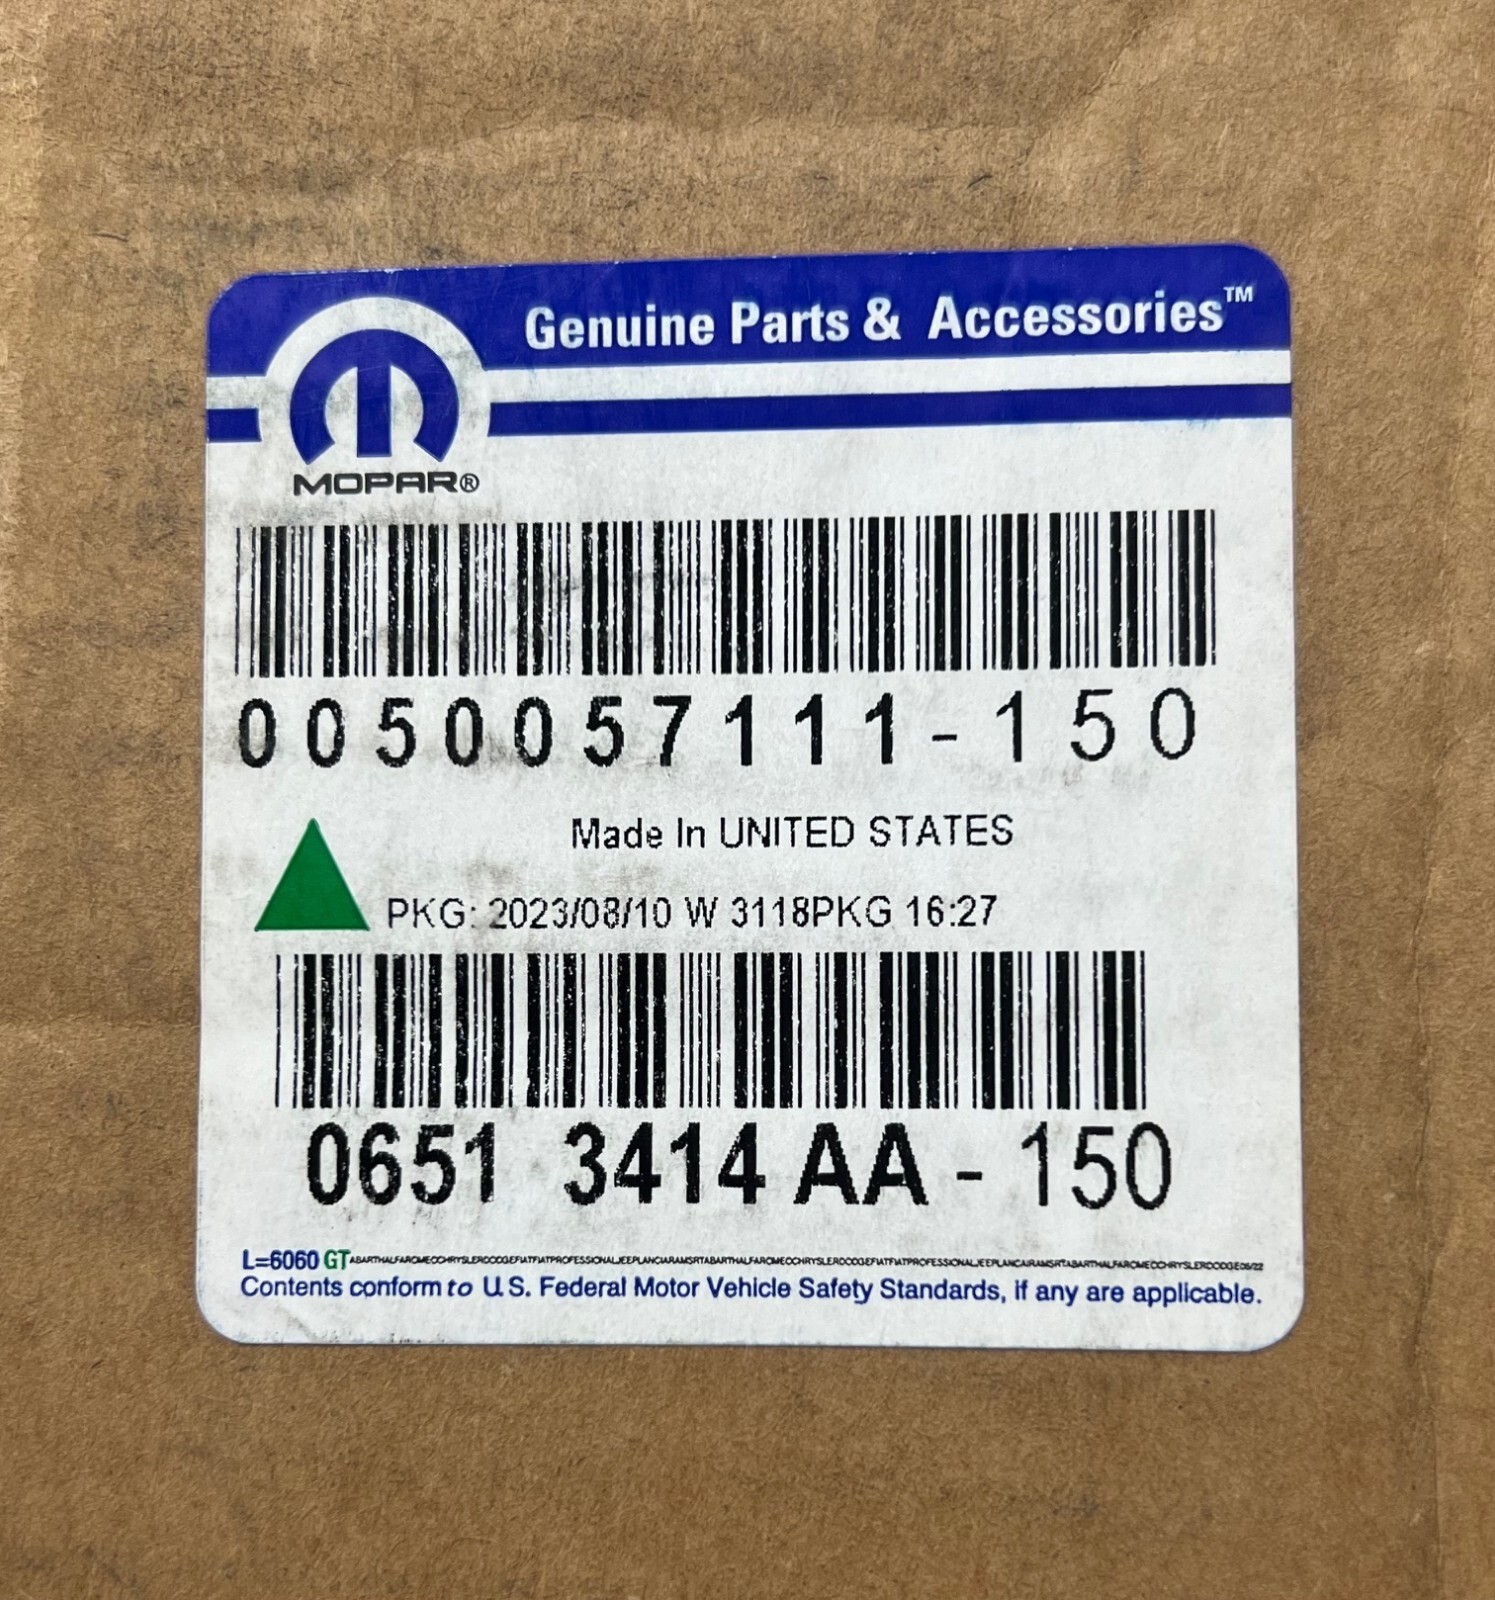 Genuine Parts & Accessories™
MOPAR®
0050057111-150
Made In UNITED STATES
PKG: 2023/08/10 W 3118PKG 16:27
0651 3414 AA - 150
L=6060 GT
Contents conform to U.S. Federal Motor Vehicle Safety Standards, if any are applicable.